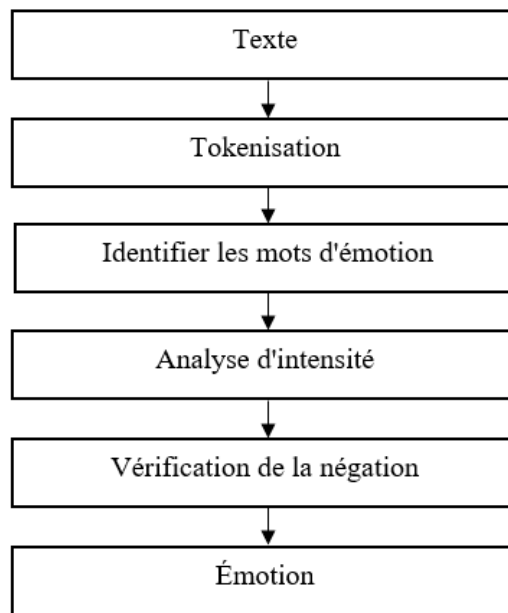 Texte
Tokenisation
Identifier les mots d'émotion
Analyse d'intensité
Vérification de la négation
Émotion